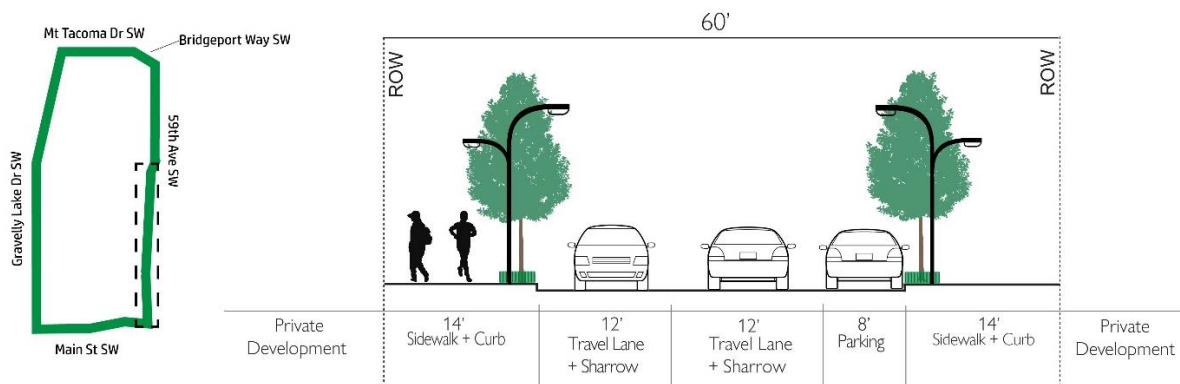 Mt Tacoma Dr SW
Bridgeport Way SW
59th Ave SW
Gravelly Lake Dr SW
Main St SW
60'
ROW
ROW
Private
Development
14'
Sidewalk + Curb
12'
Travel Lane
+ Sharrow
12'
Travel Lane
+ Sharrow
8'
Parking
14'
Sidewalk + Curb
Private
Development